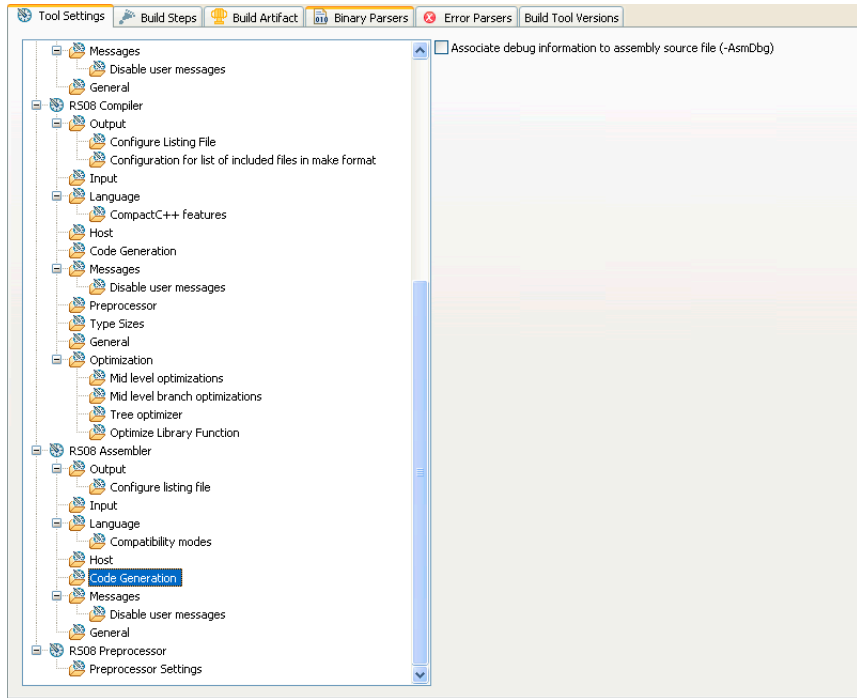 Tool Settings Build Steps Build Artifact Binary Parsers Error Parsers Build Tool Versions
Messages
Disable user messages
General
RS08 Compiler
Output
Configure Listing File
Configuration for list of included files in make format
Input
Language
CompactC++ features
Host
Code Generation
Messages
Disable user messages
Preprocessor
Type Sizes
General
Optimization
Mid level optimizations
Mid level branch optimizations
Tree optimizer
Optimize Library Function
RS08 Assembler
Output
Configure listing file
Input
Language
Compatibility modes
Host
Code Generation
Messages
Disable user messages
General
RS08 Preprocessor
Preprocessor Settings
Associate debug information to assembly source file (-AsmDbg)